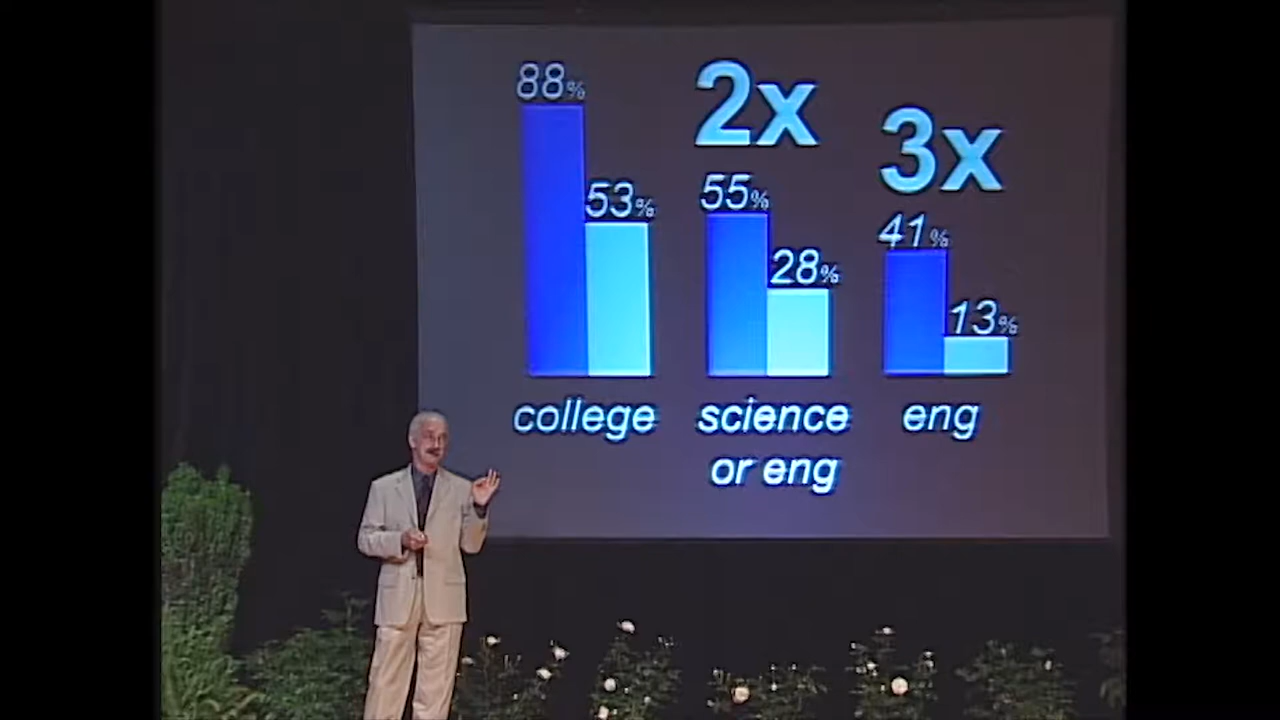 88%
53%
college
2x
55%
28%
science
or eng
3x
41%
13%
eng